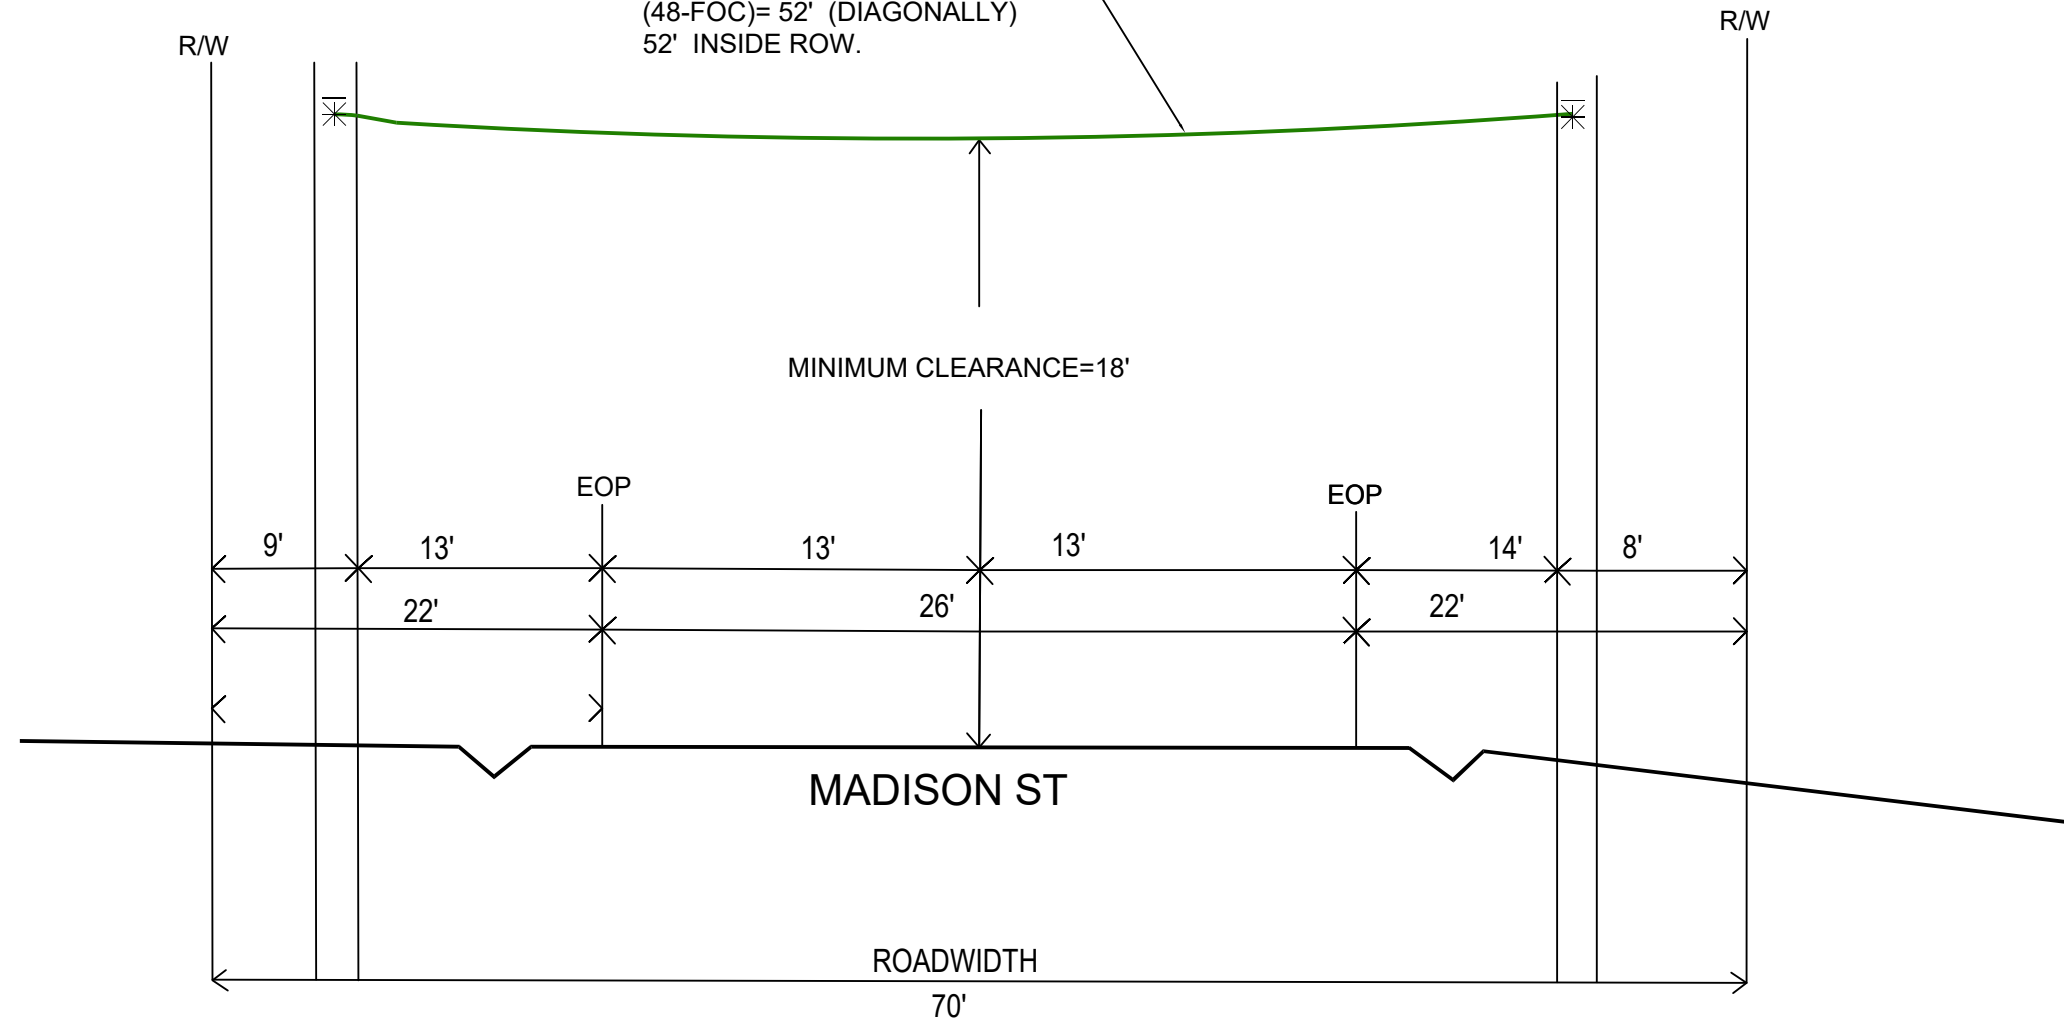 (48-FOC)= 52' (DIAGONALLY)
52' INSIDE ROW.
R/W
R/W
MINIMUM CLEARANCE=18'
EOP
EOP
9'
13'
13'
13'
14'
8'
22'
26'
22'
MADISON ST
ROADWIDTH
70'